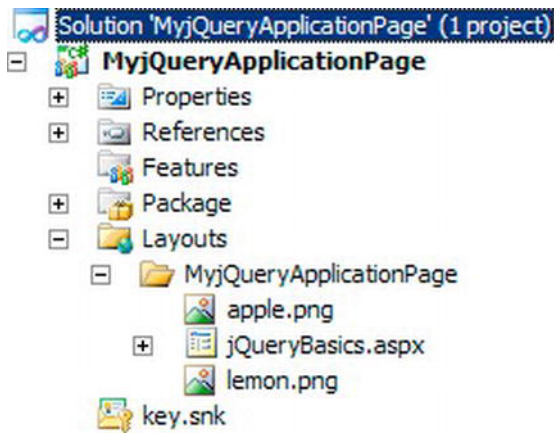 Solution 'MyjQueryApplicationPage' (1 project)
MyjQueryApplicationPage
Properties
References
Features
Package
Layouts
MyjQueryApplicationPage
apple.png
jQueryBasics.aspx
lemon.png
key.snk